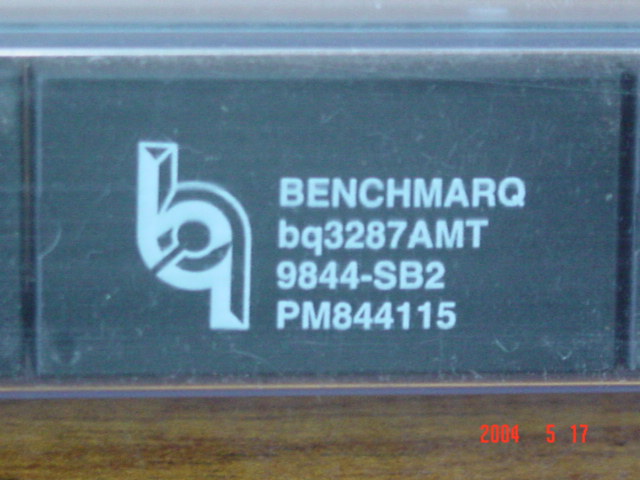 BENCHMARQ
bq3287AMT
9844-SB2
PM844115
2004 5 17